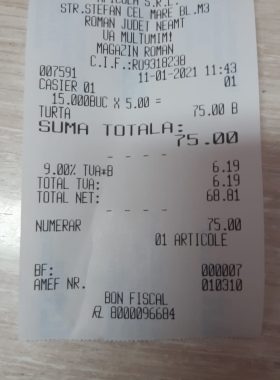 APICOLA S.R.L.
STR.STEFAN CEL MARE BL.M3
ROMAN JUDET NEAMT
VA MULTUMIM!
MAGAZIN ROMAN
C.I.F.:RO9318238
007591 11-01-2021 11:43
CASIER 01 01
15.000BUC X 5.00 =
TURTA 75.00 B
SUMA TOTALA:
75.00
- - - -
9.00% TVA*B 6.19
TOTAL TVA: 6.19
TOTAL NET: 68.81
- - - -
NUMERAR 75.00
01 ARTICOLE
BF: 000007
AMEF NR. 010310
BON FISCAL
8000096684